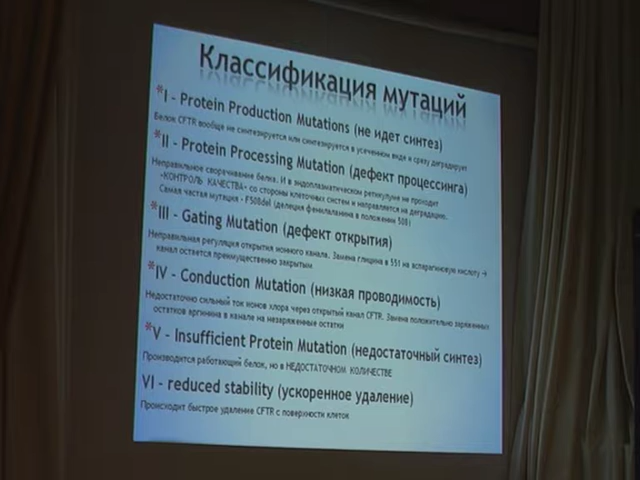 Классификация мутаций
*I - Protein Production Mutations (не идет синтез)
Белок CFTR вообще не синтезируется или синтезируется в усеченном виде и сразу деградирует
*II - Protein Processing Mutation (дефект процессинга)
Неправильное сворачивание белка. И в эндоплазматическом ретикулуме не проходит
«КОНТРОЛЬ КАЧЕСТВА» со стороны клеточных систем и направляется на деградацию.
Самая частая мутация - F508del (делеция фенилаланина в положении 508)
*III - Gating Mutation (дефект открытия)
Неправильная регуляция открытия ионного канала. Замена глицина в 551 на аспарагиновую кислоту →
канал остается преимущественно закрытым
*IV - Conduction Mutation (низкая проводимость)
Недостаточно сильный ток ионов хлора через открытый канал CFTR. Замена положительно заряженных
остатков аргинина в канале на незаряженные остатки
*V - Insufficient Protein Mutation (недостаточный синтез)
Производится работающий белок, но в НЕДОСТАТОЧНОМ КОЛИЧЕСТВЕ
VI - reduced stability (ускоренное удаление)
Происходит быстрое удаление CFTR с поверхности клеток